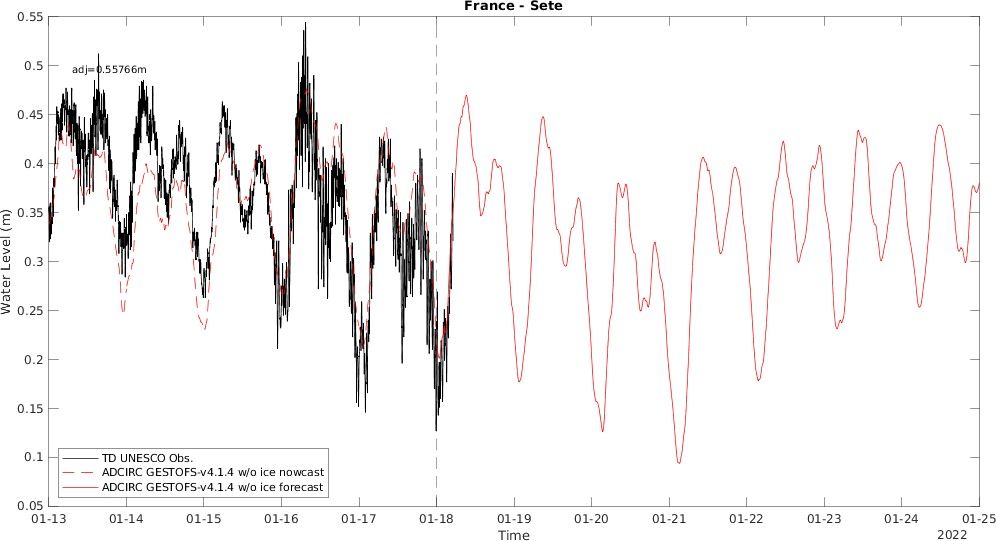 France - Sete
0.55
0.5
0.45
0.4
0.35
0.3
0.25
0.2
0.15
0.1
0.05
Water Level (m)
adj=0.55766m
TD UNESCO Obs.
ADCIRC GESTOFS-v4.1.4 w/o ice nowcast
ADCIRC GESTOFS-v4.1.4 w/o ice forecast
01-13 01-14 01-15 01-16 01-17 01-18 01-19 01-20 01-21 01-22 01-23 01-24 01-25
Time
2022